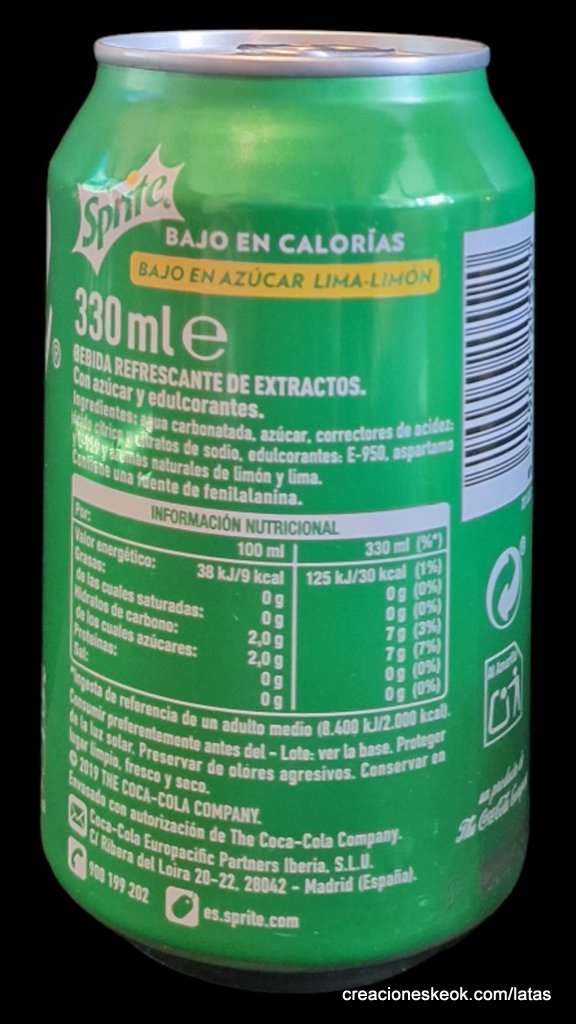 Sprite
BAJO EN CALORÍAS
BAJO EN AZÚCAR LIMA-LIMÓN
330 ml e
BEBIDA REFRESCANTE DE EXTRACTOS.
Con azúcar y edulcorantes.
Ingredientes: agua carbonatada, azúcar, correctores de acidez:
ácido cítrico y citratos de sodio, edulcorantes: E-950, aspartamo
y aromas naturales de limón y lima.
Contiene una fuente de fenilalanina.
INFORMACIÓN NUTRICIONAL
Por: 100 ml 330 ml (%*)
Valor energético: 38 kJ/9 kcal 125 kJ/30 kcal (1%)
Grasas: 0 g 0 g (0%)
de las cuales saturadas: 0 g 0 g (0%)
Hidratos de carbono: 2,0 g 7 g (3%)
de los cuales azúcares: 2,0 g 7 g (7%)
Proteínas: 0 g 0 g (0%)
Sal: 0 g 0 g (0%)
*Ingesta de referencia de un adulto medio (8.400 kJ/2.000 kcal).
Consumir preferentemente antes del - Lote: ver la base. Proteger
de la luz solar. Preservar de olores agresivos. Conservar en
lugar limpio, fresco y seco.
© 2019 THE COCA-COLA COMPANY.
Envasado con autorización de The Coca-Cola Company.
Coca-Cola Europacific Partners Iberia, S.L.U.
C/ Ribera del Loira 20-22. 28042 - Madrid (España).
900 199 202 es.sprite.com
Al Amarillo
un producto de
The Coca-Cola Company
creacioneskeok.com/latas